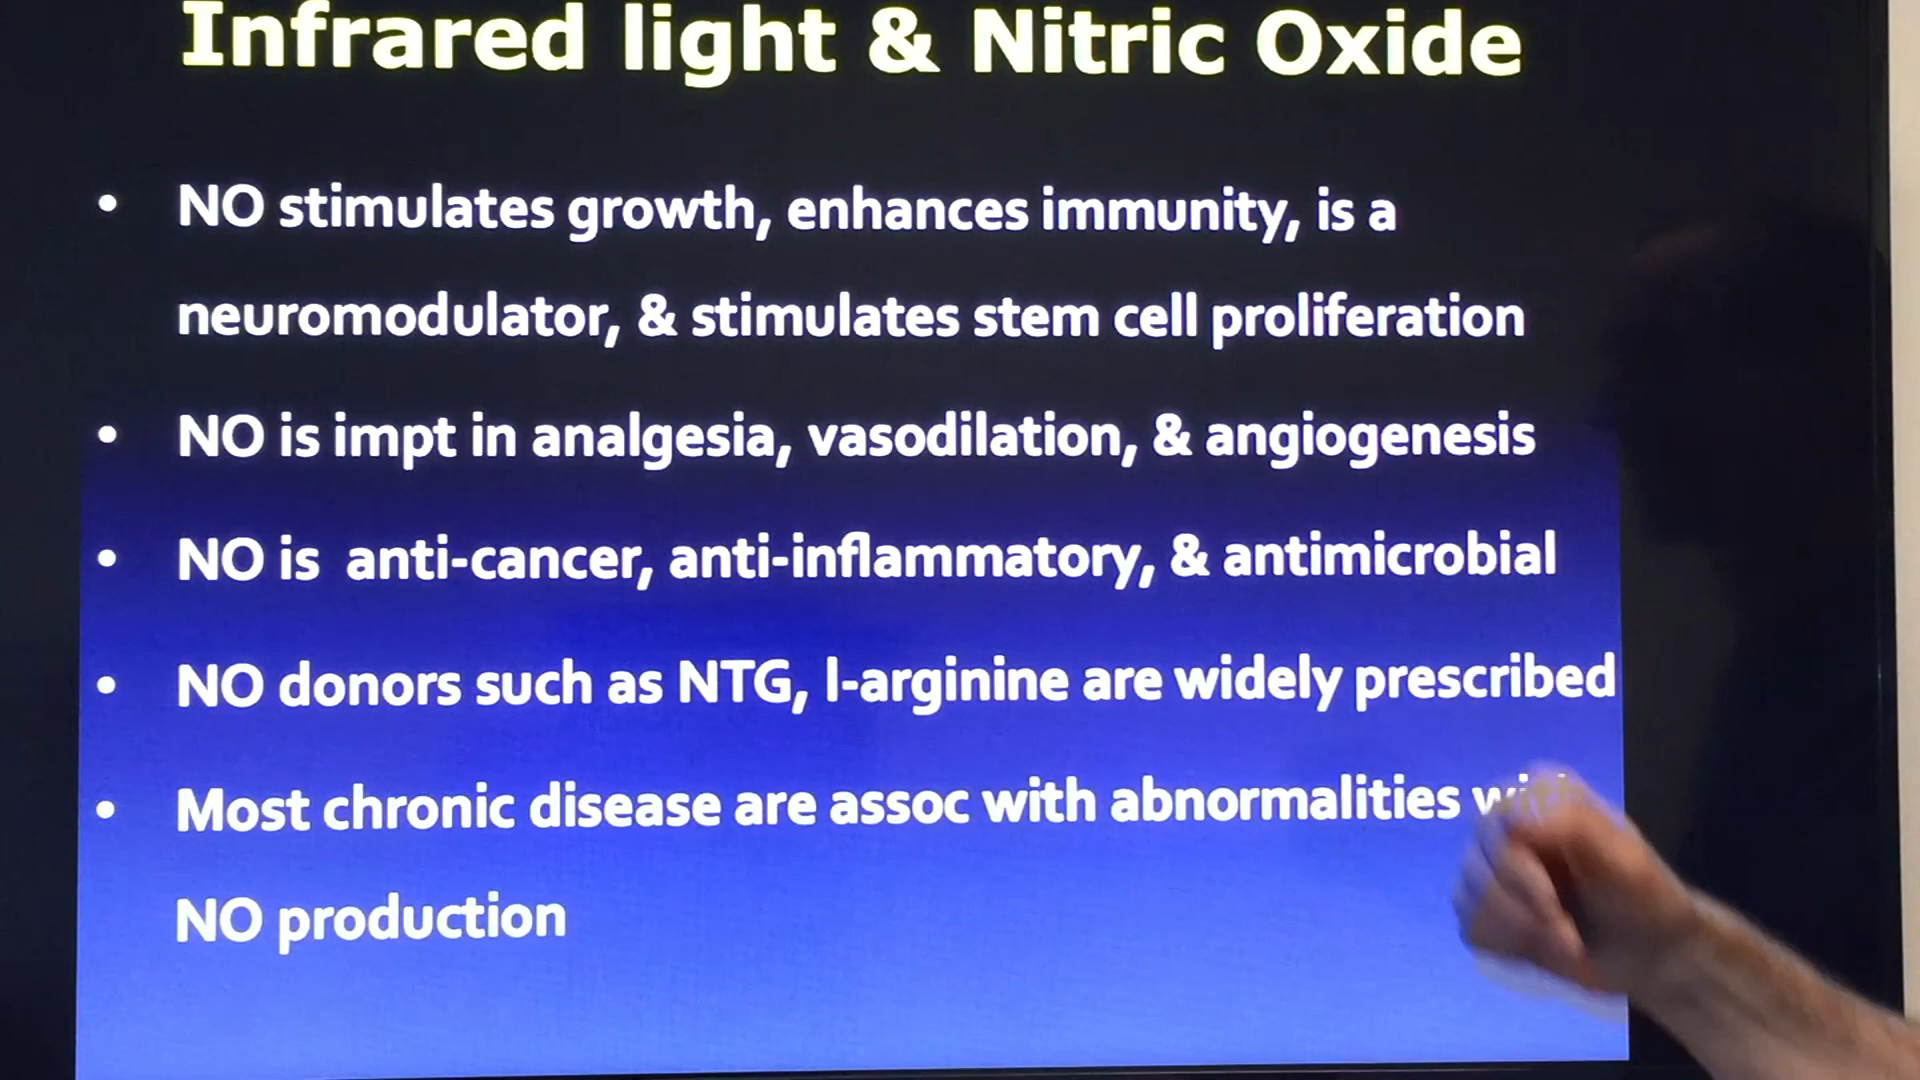 Infrared light & Nitric Oxide
• NO stimulates growth, enhances immunity, is a
neuromodulator, & stimulates stem cell proliferation
• NO is impt in analgesia, vasodilation, & angiogenesis
• NO is anti-cancer, anti-inflammatory, & antimicrobial
• NO donors such as NTG, l-arginine are widely prescribed
• Most chronic disease are assoc with abnormalities
NO production